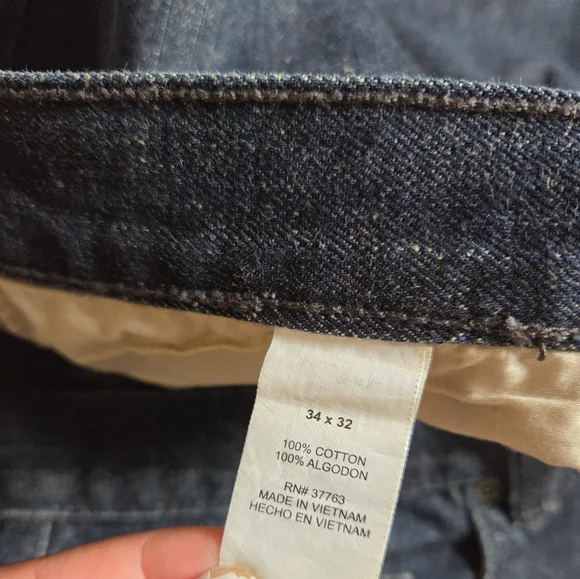 34 x 32
100% COTTON
100% ALGODON
RN# 37763
MADE IN VIETNAM
HECHO EN VIETNAM